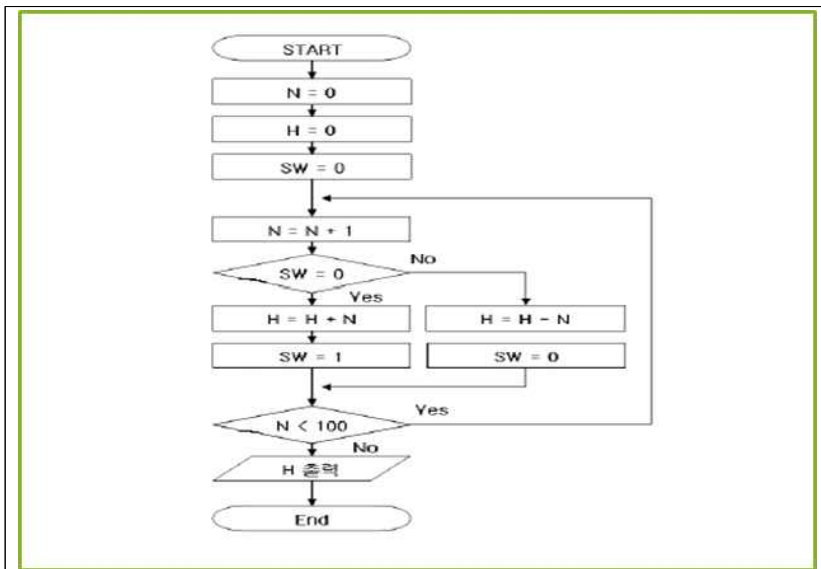 START
N = 0
H = 0
SW = 0
N = N + 1
SW = 0
No
Yes
H = H + N
H = H - N
SW = 1
SW = 0
N < 100
Yes
No
H 출력
End